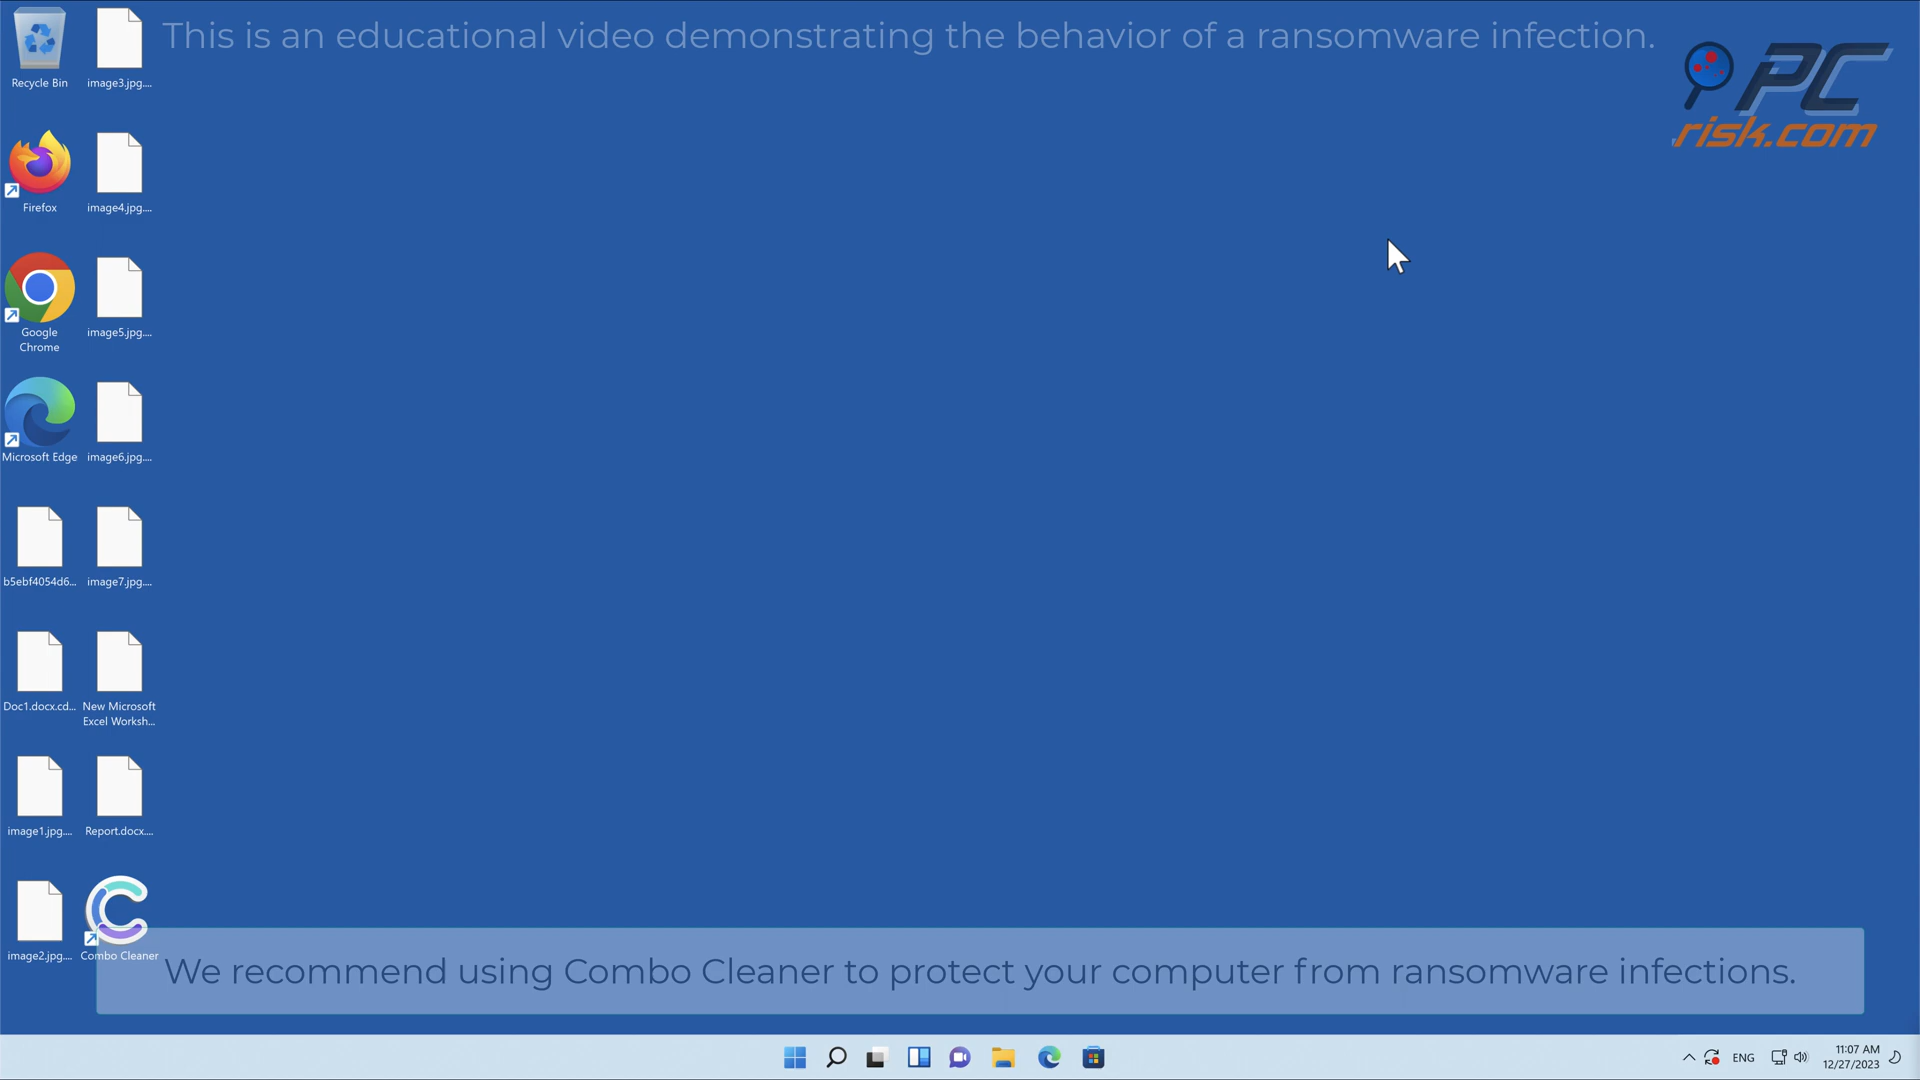 This is an educational video demonstrating the behavior of a ransomware infection.
PC
risk.com
Recycle Bin
image3.jpg....
Firefox
image4.jpg....
Google
Chrome
image5.jpg....
Microsoft Edge
image6.jpg....
b5ebf4054d6...
image7.jpg....
Doc1.docx.cd...
New Microsoft
Excel Worksh...
image1.jpg....
Report.docx....
image2.jpg....
Combo Cleaner
We recommend using Combo Cleaner to protect your computer from ransomware infections.
ENG
11:07 AM
12/27/2023